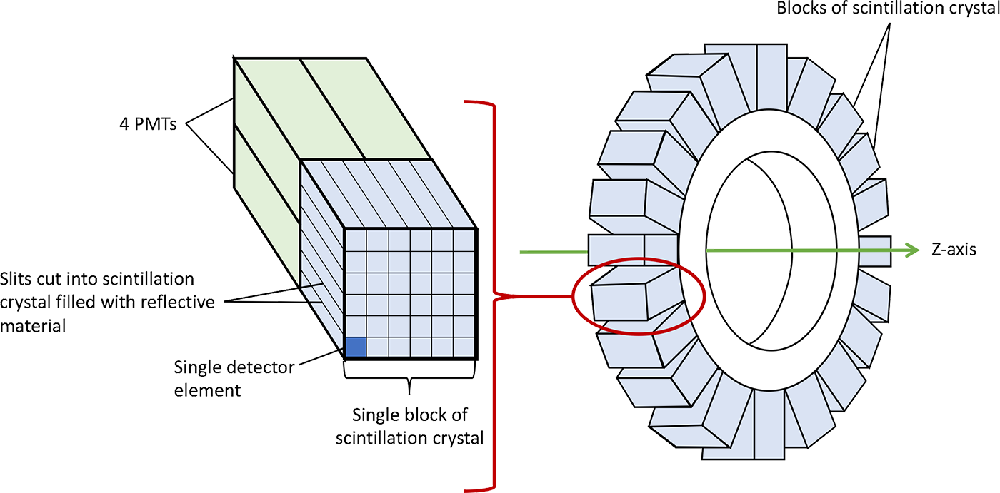 Blocks of scintillation crystal
4 PMTs
Z-axis
Slits cut into scintillation
crystal filled with reflective
material
Single detector
element
Single block of
scintillation crystal